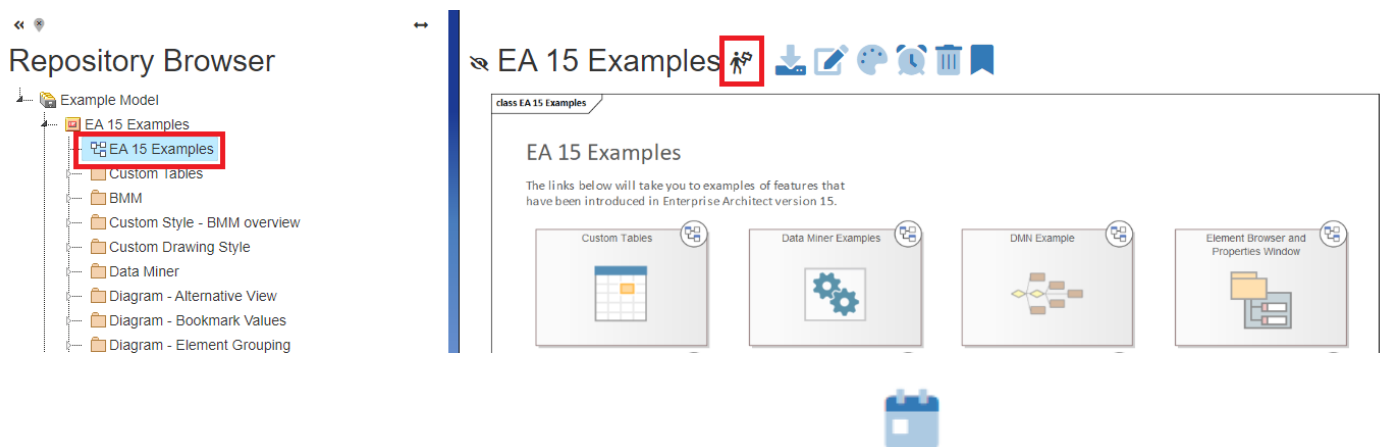 Repository Browser
Example Model
EA 15 Examples
EA 15 Examples
Custom Tables
BMM
Custom Style - BMM overview
Custom Drawing Style
Data Miner
Diagram - Alternative View
Diagram - Bookmark Values
Diagram - Element Grouping
EA 15 Examples
class EA 15 Examples
EA 15 Examples
The links below will take you to examples of features that
have been introduced in Enterprise Architect version 15.
Custom Tables
Data Miner Examples
DMN Example
Element Browser and
Properties Window